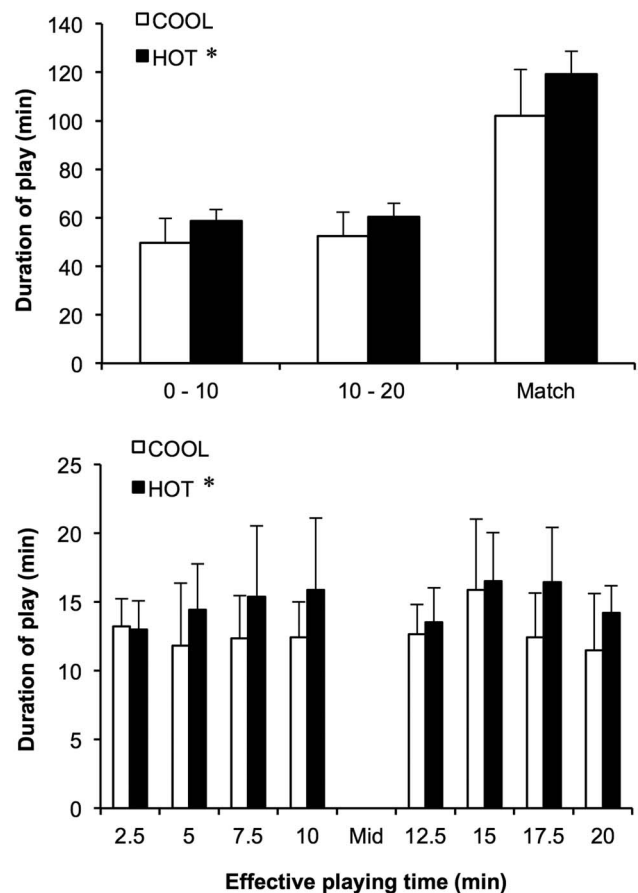 140
COOL
120
HOT *
100
80
60
40
20
0
Duration of play (min)
0 - 10 10 - 20 Match
COOL
25
HOT *
20
15
10
5
0
Duration of play (min)
2.5 5 7.5 10 Mid 12.5 15 17.5 20
Effective playing time (min)